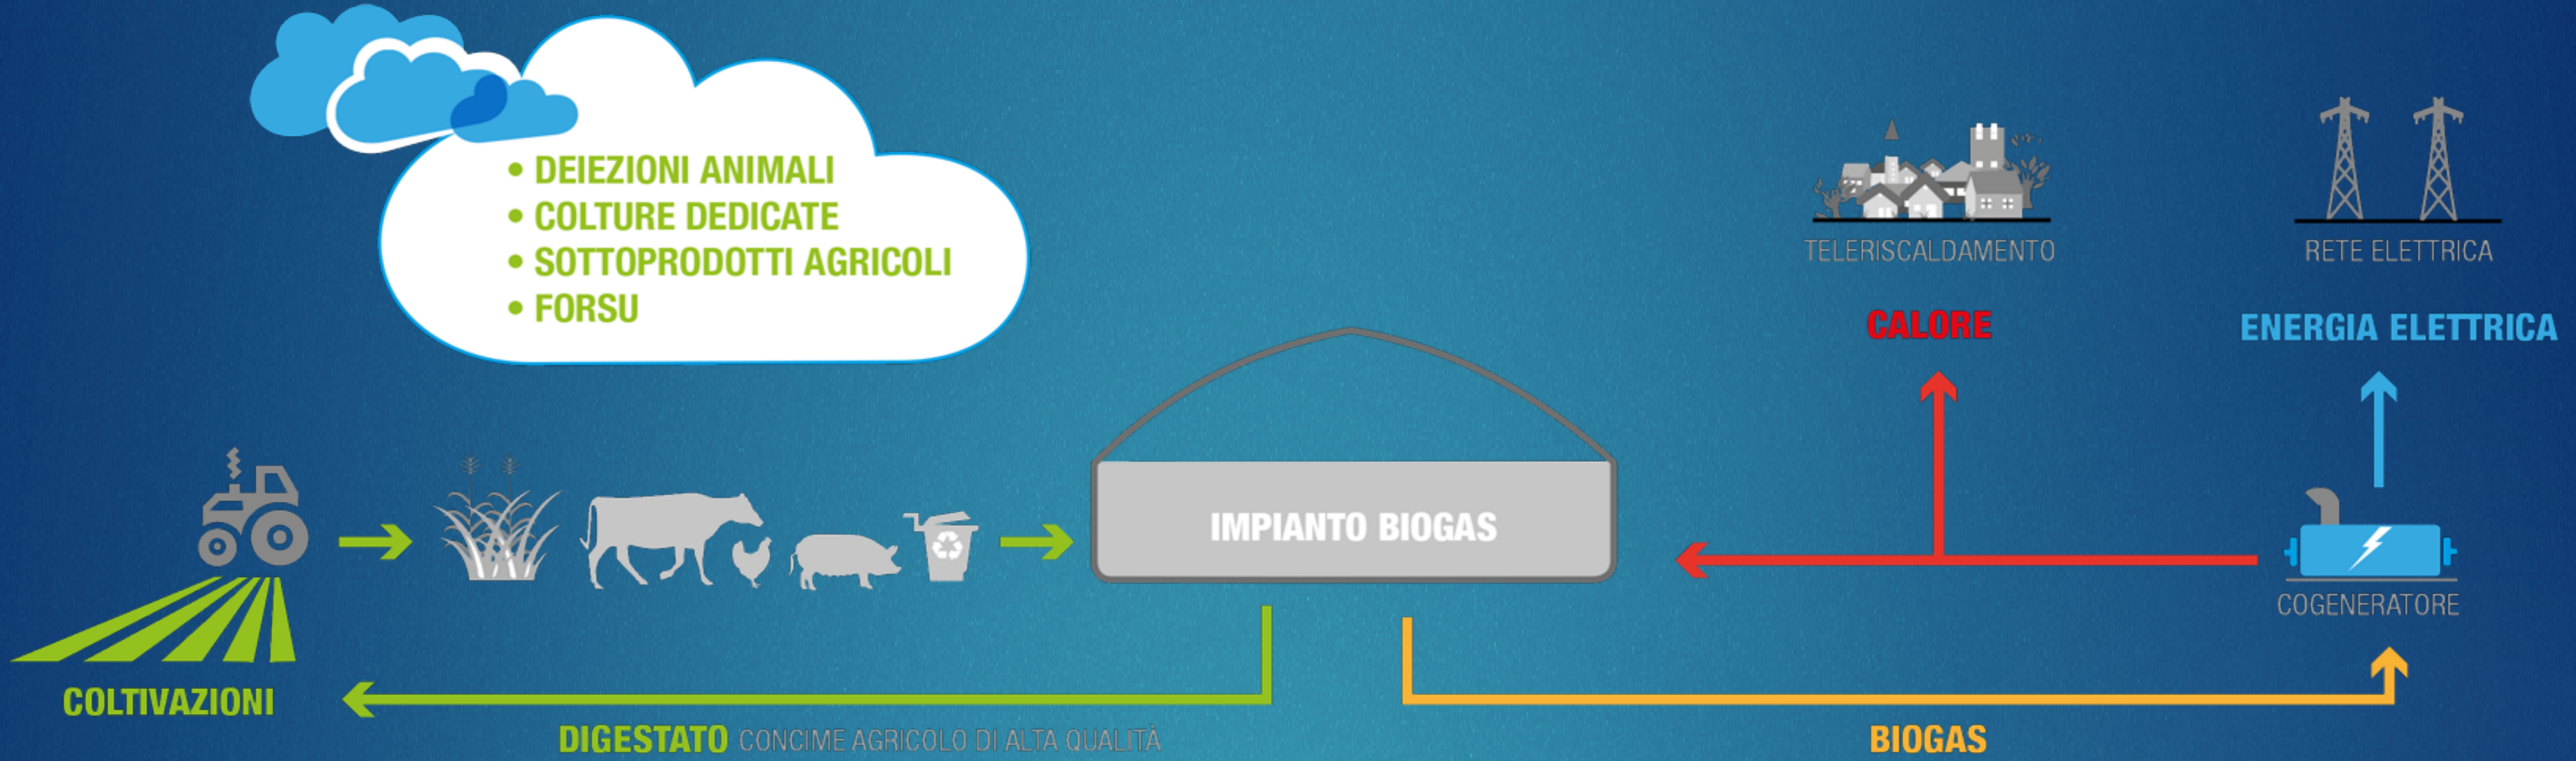 • DEIEZIONI ANIMALI
• COLTURE DEDICATE
• SOTTOPRODOTTI AGRICOLI
• FORSU
TELERISCALDAMENTO
RETE ELETTRICA
CALORE
ENERGIA ELETTRICA
IMPIANTO BIOGAS
COGENERATORE
COLTIVAZIONI
DIGESTATO CONCIME AGRICOLO DI ALTA QUALITÀ
BIOGAS